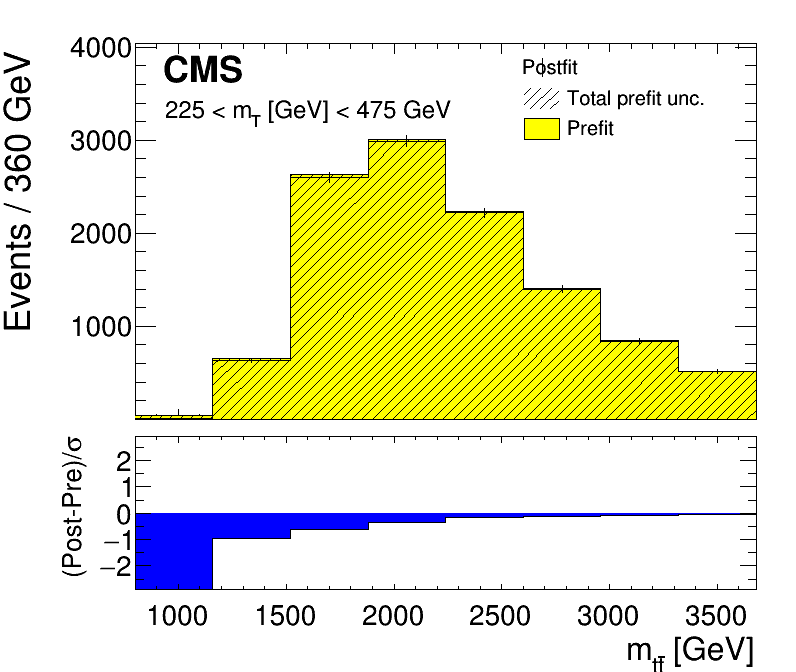 4000
CMS
Postfit
225 < m_T [GeV] < 475 GeV
Total prefit unc.
Prefit
3000
2000
1000
Events / 360 GeV
2
1
0
−1
−2
(Post-Pre)/σ
1000 1500 2000 2500 3000 3500
m_tt̄ [GeV]